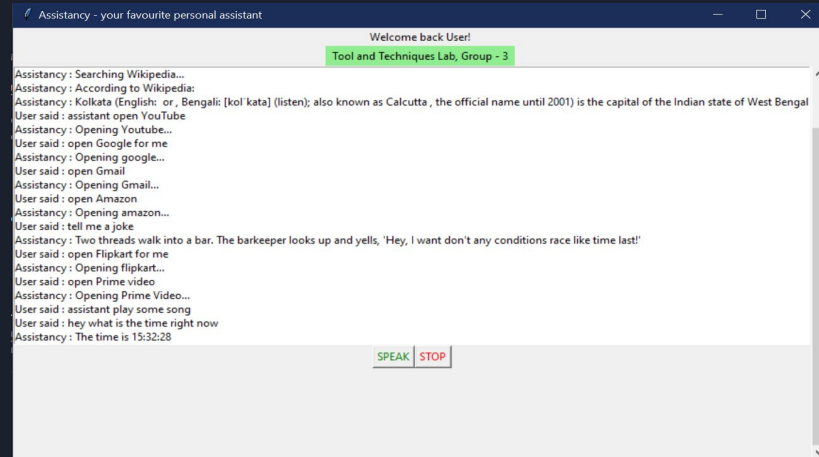 Assistancy - your favourite personal assistant
Welcome back User!
Tool and Techniques Lab, Group - 3
Assistancy : Searching Wikipedia...
Assistancy : According to Wikipedia:
Assistancy : Kolkata (English:  or , Bengali: [kolˈkata] (listen); also known as Calcutta , the official name until 2001) is the capital of the Indian state of West Bengal
User said : assistant open YouTube
Assistancy : Opening Youtube...
User said : open Google for me
Assistancy : Opening google...
User said : open Gmail
Assistancy : Opening Gmail...
User said : open Amazon
Assistancy : Opening amazon...
User said : tell me a joke
Assistancy : Two threads walk into a bar. The barkeeper looks up and yells, 'Hey, I want don't any conditions race like time last!'
User said : open Flipkart for me
Assistancy : Opening flipkart...
User said : open Prime video
Assistancy : Opening Prime Video...
User said : assistant play some song
User said : hey what is the time right now
Assistancy : The time is 15:32:28
SPEAK STOP